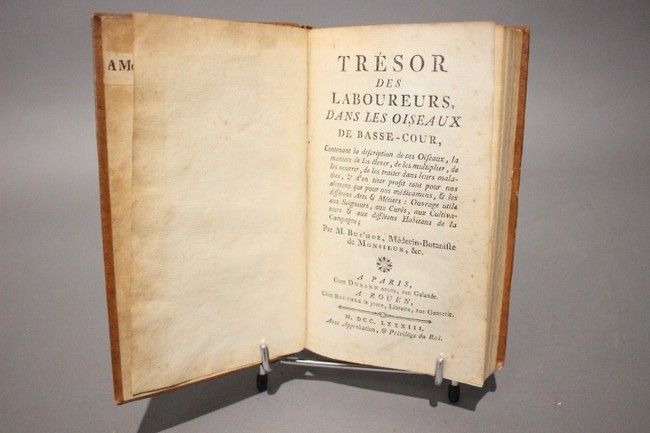 A Mo
TRÉSOR
DES
LABOUREURS,
DANS LES OISEAUX
DE BASSE-COUR,
Contenant la description de ces Oiseaux, la
maniere de les élever, de les multiplier, de
les nourrir, de les traiter dans leurs mala-
dies, & d'en tirer profit tant pour nos
alimens que pour nos médicamens, & les
différens Arts & Métiers : Ouvrage utile
aux Seigneurs, aux Curés, aux Cultiva-
teurs & aux différens Habitans de la
Campagne;
Par M. BUC'HOZ, Médecin-Botaniste
de MONSIEUR, &c.
A PARIS,
Chez DURAND neveu, rue Galande.
A ROUEN,
Chez BOUCHER le jeune, Libraire, rue Ganterie.
M. DCC. LXXXIII,
Avec Approbation, & Privilége du Roi.